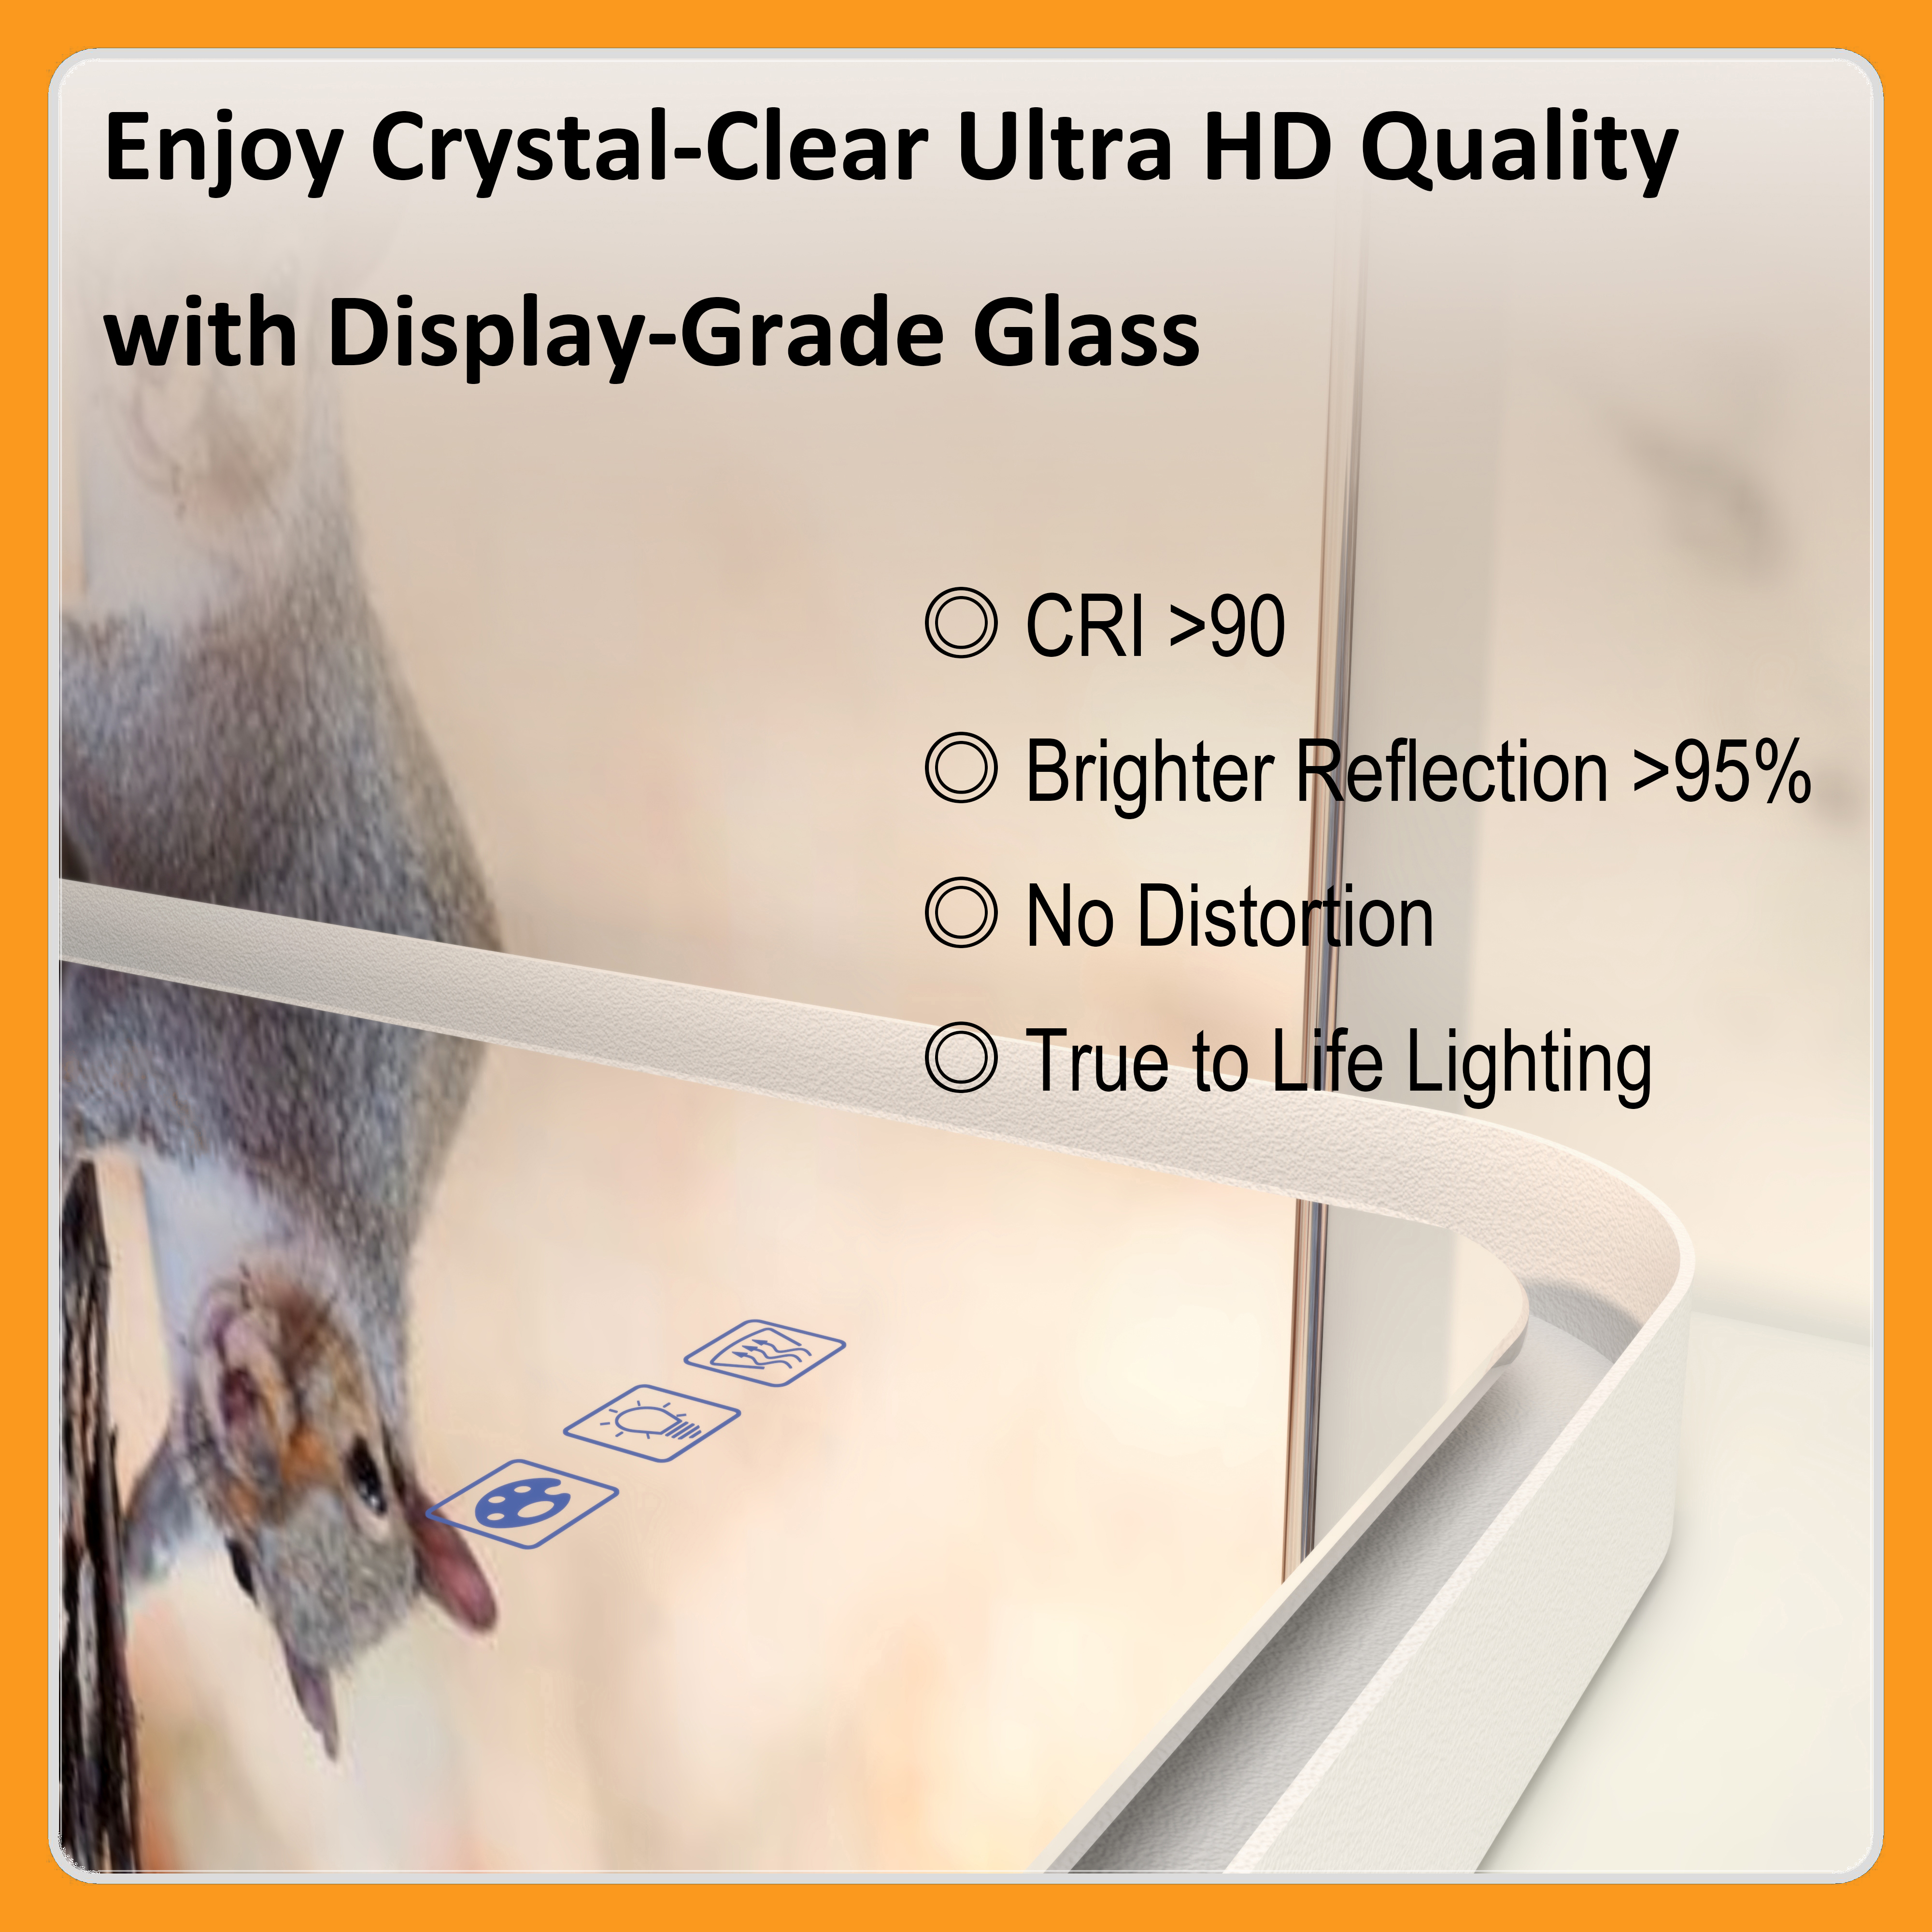 Enjoy Crystal-Clear Ultra HD Quality
with Display-Grade Glass
◎ CRI >90
◎ Brighter Reflection >95%
◎ No Distortion
◎ True to Life Lighting